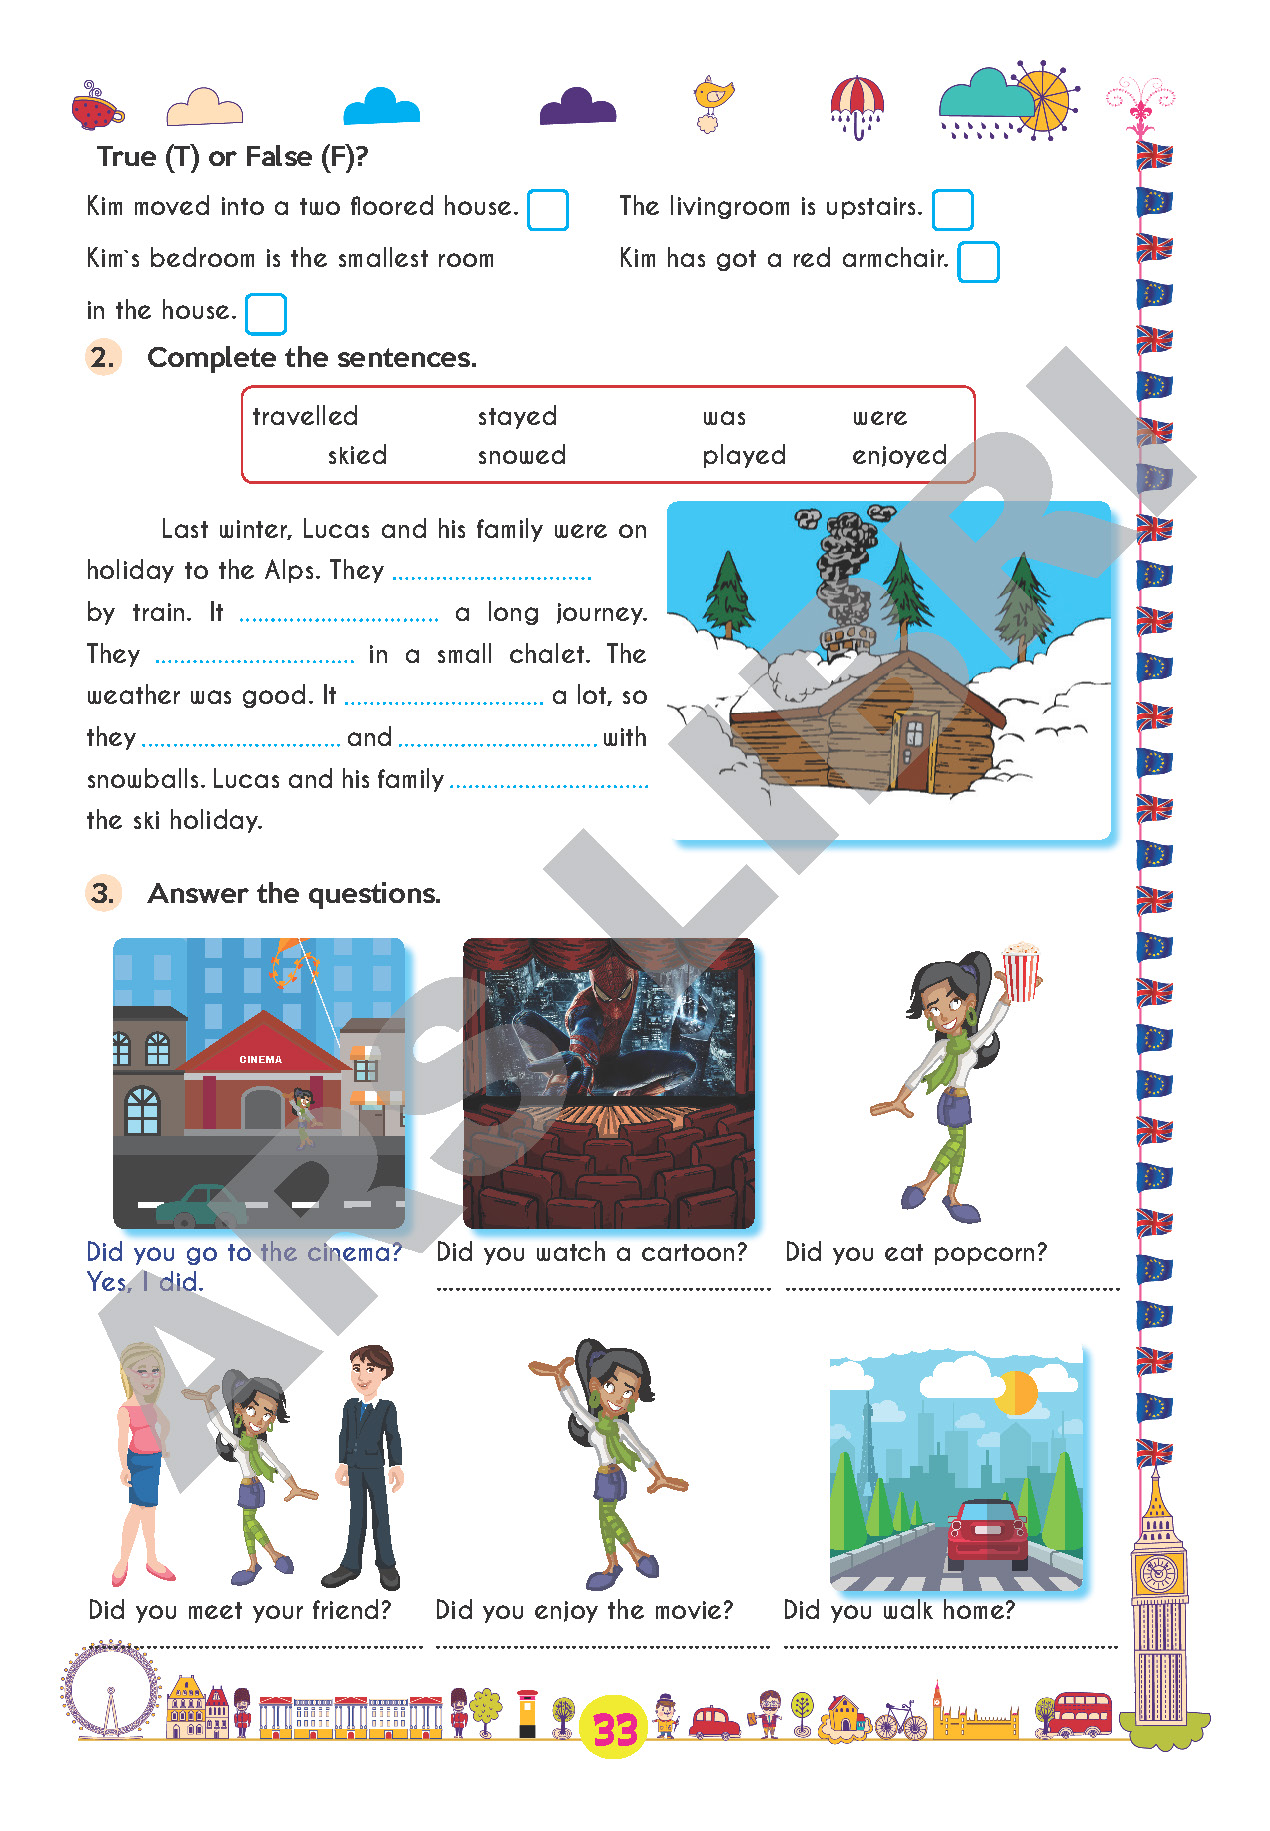 True (T) or False (F)?
Kim moved into a two floored house.
The livingroom is upstairs.
Kim`s bedroom is the smallest room
in the house.
Kim has got a red armchair.
2. Complete the sentences.
travelled stayed was were
skied snowed played enjoyed
Last winter, Lucas and his family were on
holiday to the Alps. They ................................
by train. It ................................ a long journey.
They ................................ in a small chalet. The
weather was good. It ................................ a lot, so
they ................................ and ................................ with
snowballs. Lucas and his family ................................
the ski holiday.
3. Answer the questions.
CINEMA
Did you go to the cinema?
Yes, I did.
Did you watch a cartoon?
Did you eat popcorn?
Did you meet your friend?
Did you enjoy the movie?
Did you walk home?
33
ARS LIBRI